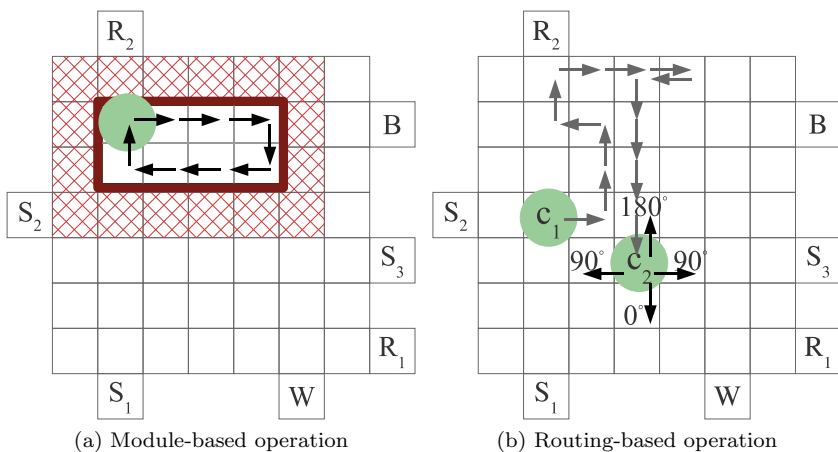 R2
B
S2
S3
R1
S1
W
(a) Module-based operation
R2
B
S2
c1
180°
90°
c2
90°
S3
0°
R1
S1
W
(b) Routing-based operation